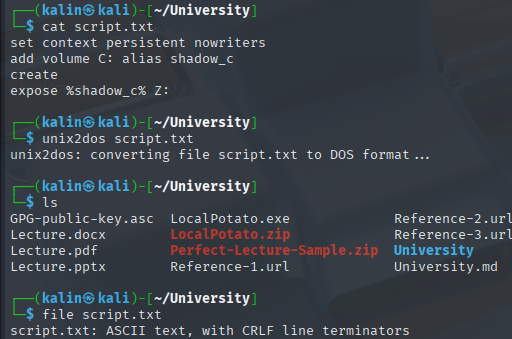 ┌──(kalin㉿kali)-[~/University]
└─$ cat script.txt
set context persistent nowriters
add volume C: alias shadow_c
create
expose %shadow_c% Z:
┌──(kalin㉿kali)-[~/University]
└─$ unix2dos script.txt
unix2dos: converting file script.txt to DOS format...
┌──(kalin㉿kali)-[~/University]
└─$ ls
GPG-public-key.asc  LocalPotato.exe  Reference-2.url
Lecture.docx  LocalPotato.zip  Reference-3.url
Lecture.pdf  Perfect-Lecture-Sample.zip  University
Lecture.pptx  Reference-1.url  University.md
┌──(kalin㉿kali)-[~/University]
└─$ file script.txt
script.txt: ASCII text, with CRLF line terminators